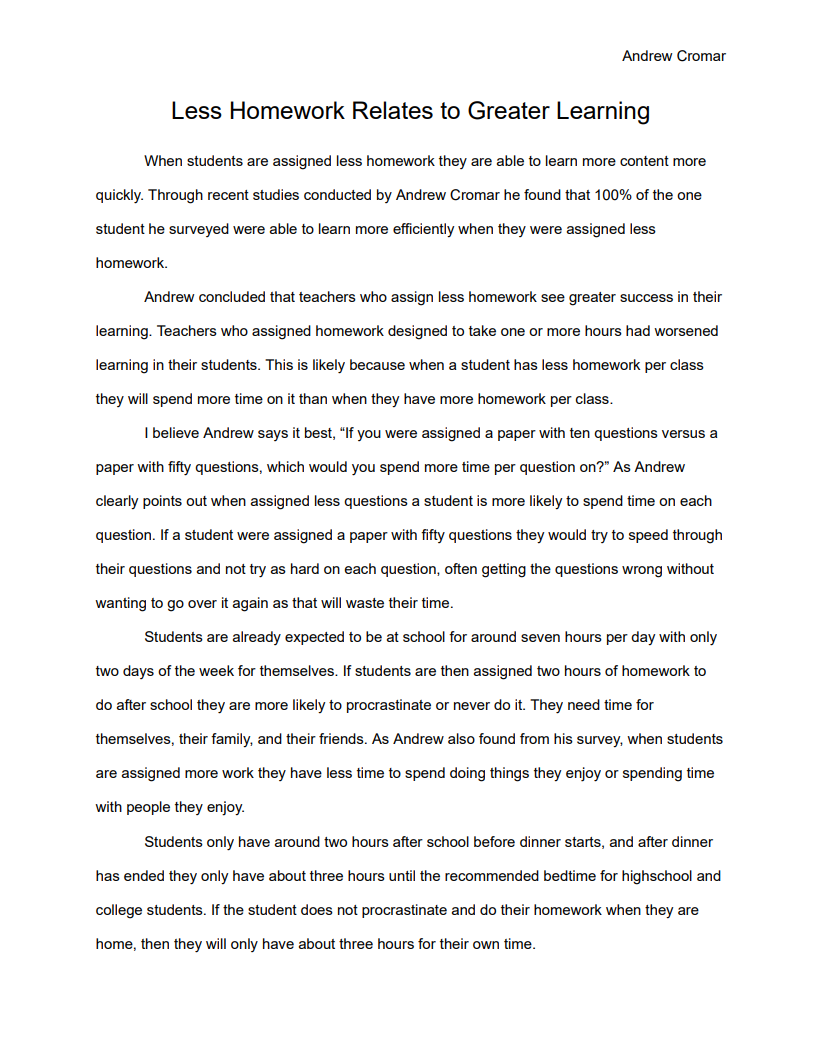 Andrew Cromar
Less Homework Relates to Greater Learning
When students are assigned less homework they are able to learn more content more
quickly. Through recent studies conducted by Andrew Cromar he found that 100% of the one
student he surveyed were able to learn more efficiently when they were assigned less
homework.
Andrew concluded that teachers who assign less homework see greater success in their
learning. Teachers who assigned homework designed to take one or more hours had worsened
learning in their students. This is likely because when a student has less homework per class
they will spend more time on it than when they have more homework per class.
I believe Andrew says it best, “If you were assigned a paper with ten questions versus a
paper with fifty questions, which would you spend more time per question on?” As Andrew
clearly points out when assigned less questions a student is more likely to spend time on each
question. If a student were assigned a paper with fifty questions they would try to speed through
their questions and not try as hard on each question, often getting the questions wrong without
wanting to go over it again as that will waste their time.
Students are already expected to be at school for around seven hours per day with only
two days of the week for themselves. If students are then assigned two hours of homework to
do after school they are more likely to procrastinate or never do it. They need time for
themselves, their family, and their friends. As Andrew also found from his survey, when students
are assigned more work they have less time to spend doing things they enjoy or spending time
with people they enjoy.
Students only have around two hours after school before dinner starts, and after dinner
has ended they only have about three hours until the recommended bedtime for highschool and
college students. If the student does not procrastinate and do their homework when they are
home, then they will only have about three hours for their own time.